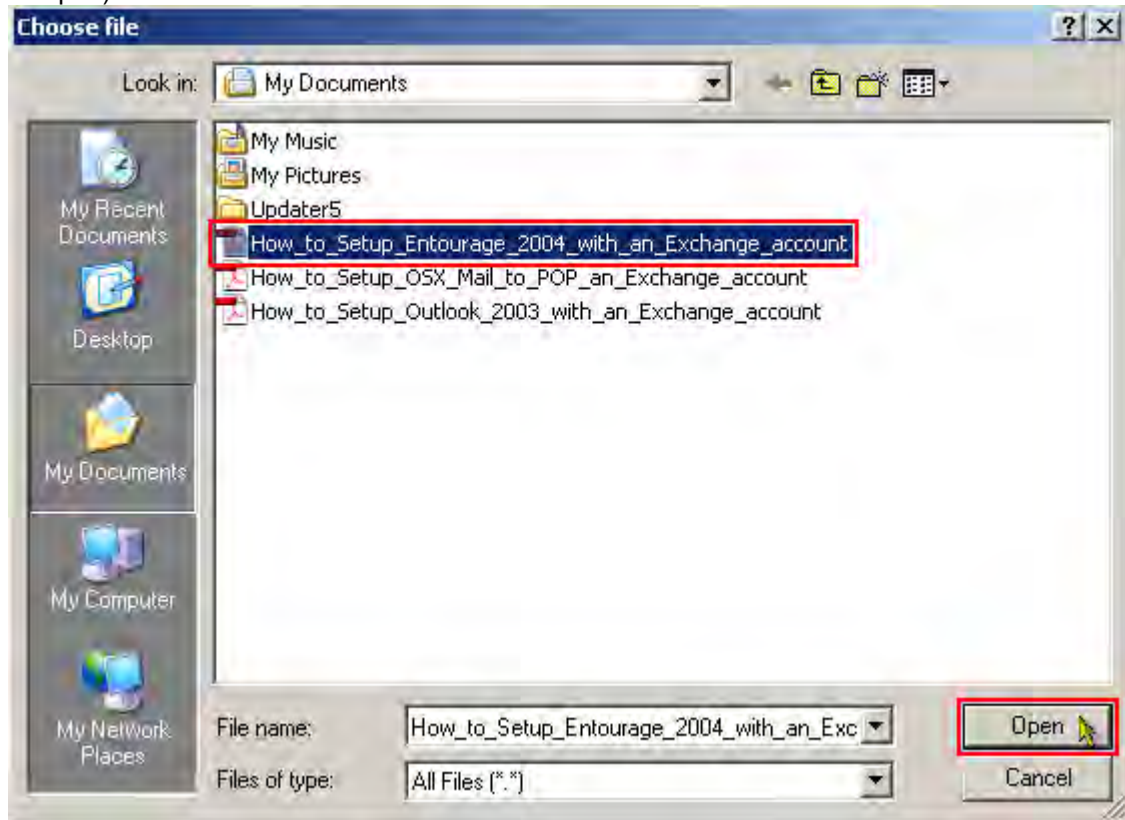 Choose file
Look in:
My Documents
My Music
My Pictures
Updater5
How_to_Setup_Entourage_2004_with_an_Exchange_account
How_to_Setup_OSX_Mail_to_POP_an_Exchange_account
How_to_Setup_Outlook_2003_with_an_Exchange_account
My Recent
Documents
Desktop
My Documents
My Computer
My Network
Places
File name:
How_to_Setup_Entourage_2004_with_an_Exc
Open
Files of type:
All Files (*.*)
Cancel